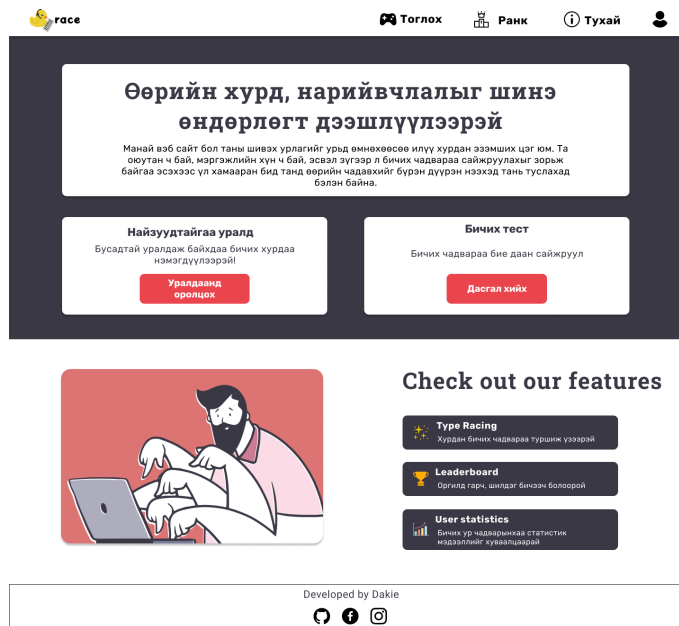 race
Тоглох
Ранк
Тухай
Өөрийн хурд, нарийвчлалыг шинэ
өндөрлөгт дээшлүүлээрэй
Манай вэб сайт бол таны шивэх урлагийг урьд өмнөхөөсөө илүү хурдан эзэмших цэг юм. Та
оюутан ч бай, мэргэжлийн хүн ч бай, эсвэл зүгээр л бичих чадвараа сайжруулахыг зорьж
байгаа эсэхээс үл хамааран бид танд өөрийн чадавхийг бүрэн дүүрэн нээхэд тань туслахад
бэлэн байна.
Найзуудтайгаа уралд
Бусадтай уралдаж байхдаа бичих хурдаа
нэмэгдүүлээрэй!
Уралдаанд
оролцох
Бичих тест
Бичих чадвараа бие даан сайжруул
Дасгал хийх
Check out our features
Type Racing
Хурдан бичих чадвараа туршиж үзээрэй
Leaderboard
Оргилд гарч, шилдэг бичээч болоорой
User statistics
Бичих ур чадварынхаа статистик
мэдээллийг хуваалцаарай
Developed by Dakie